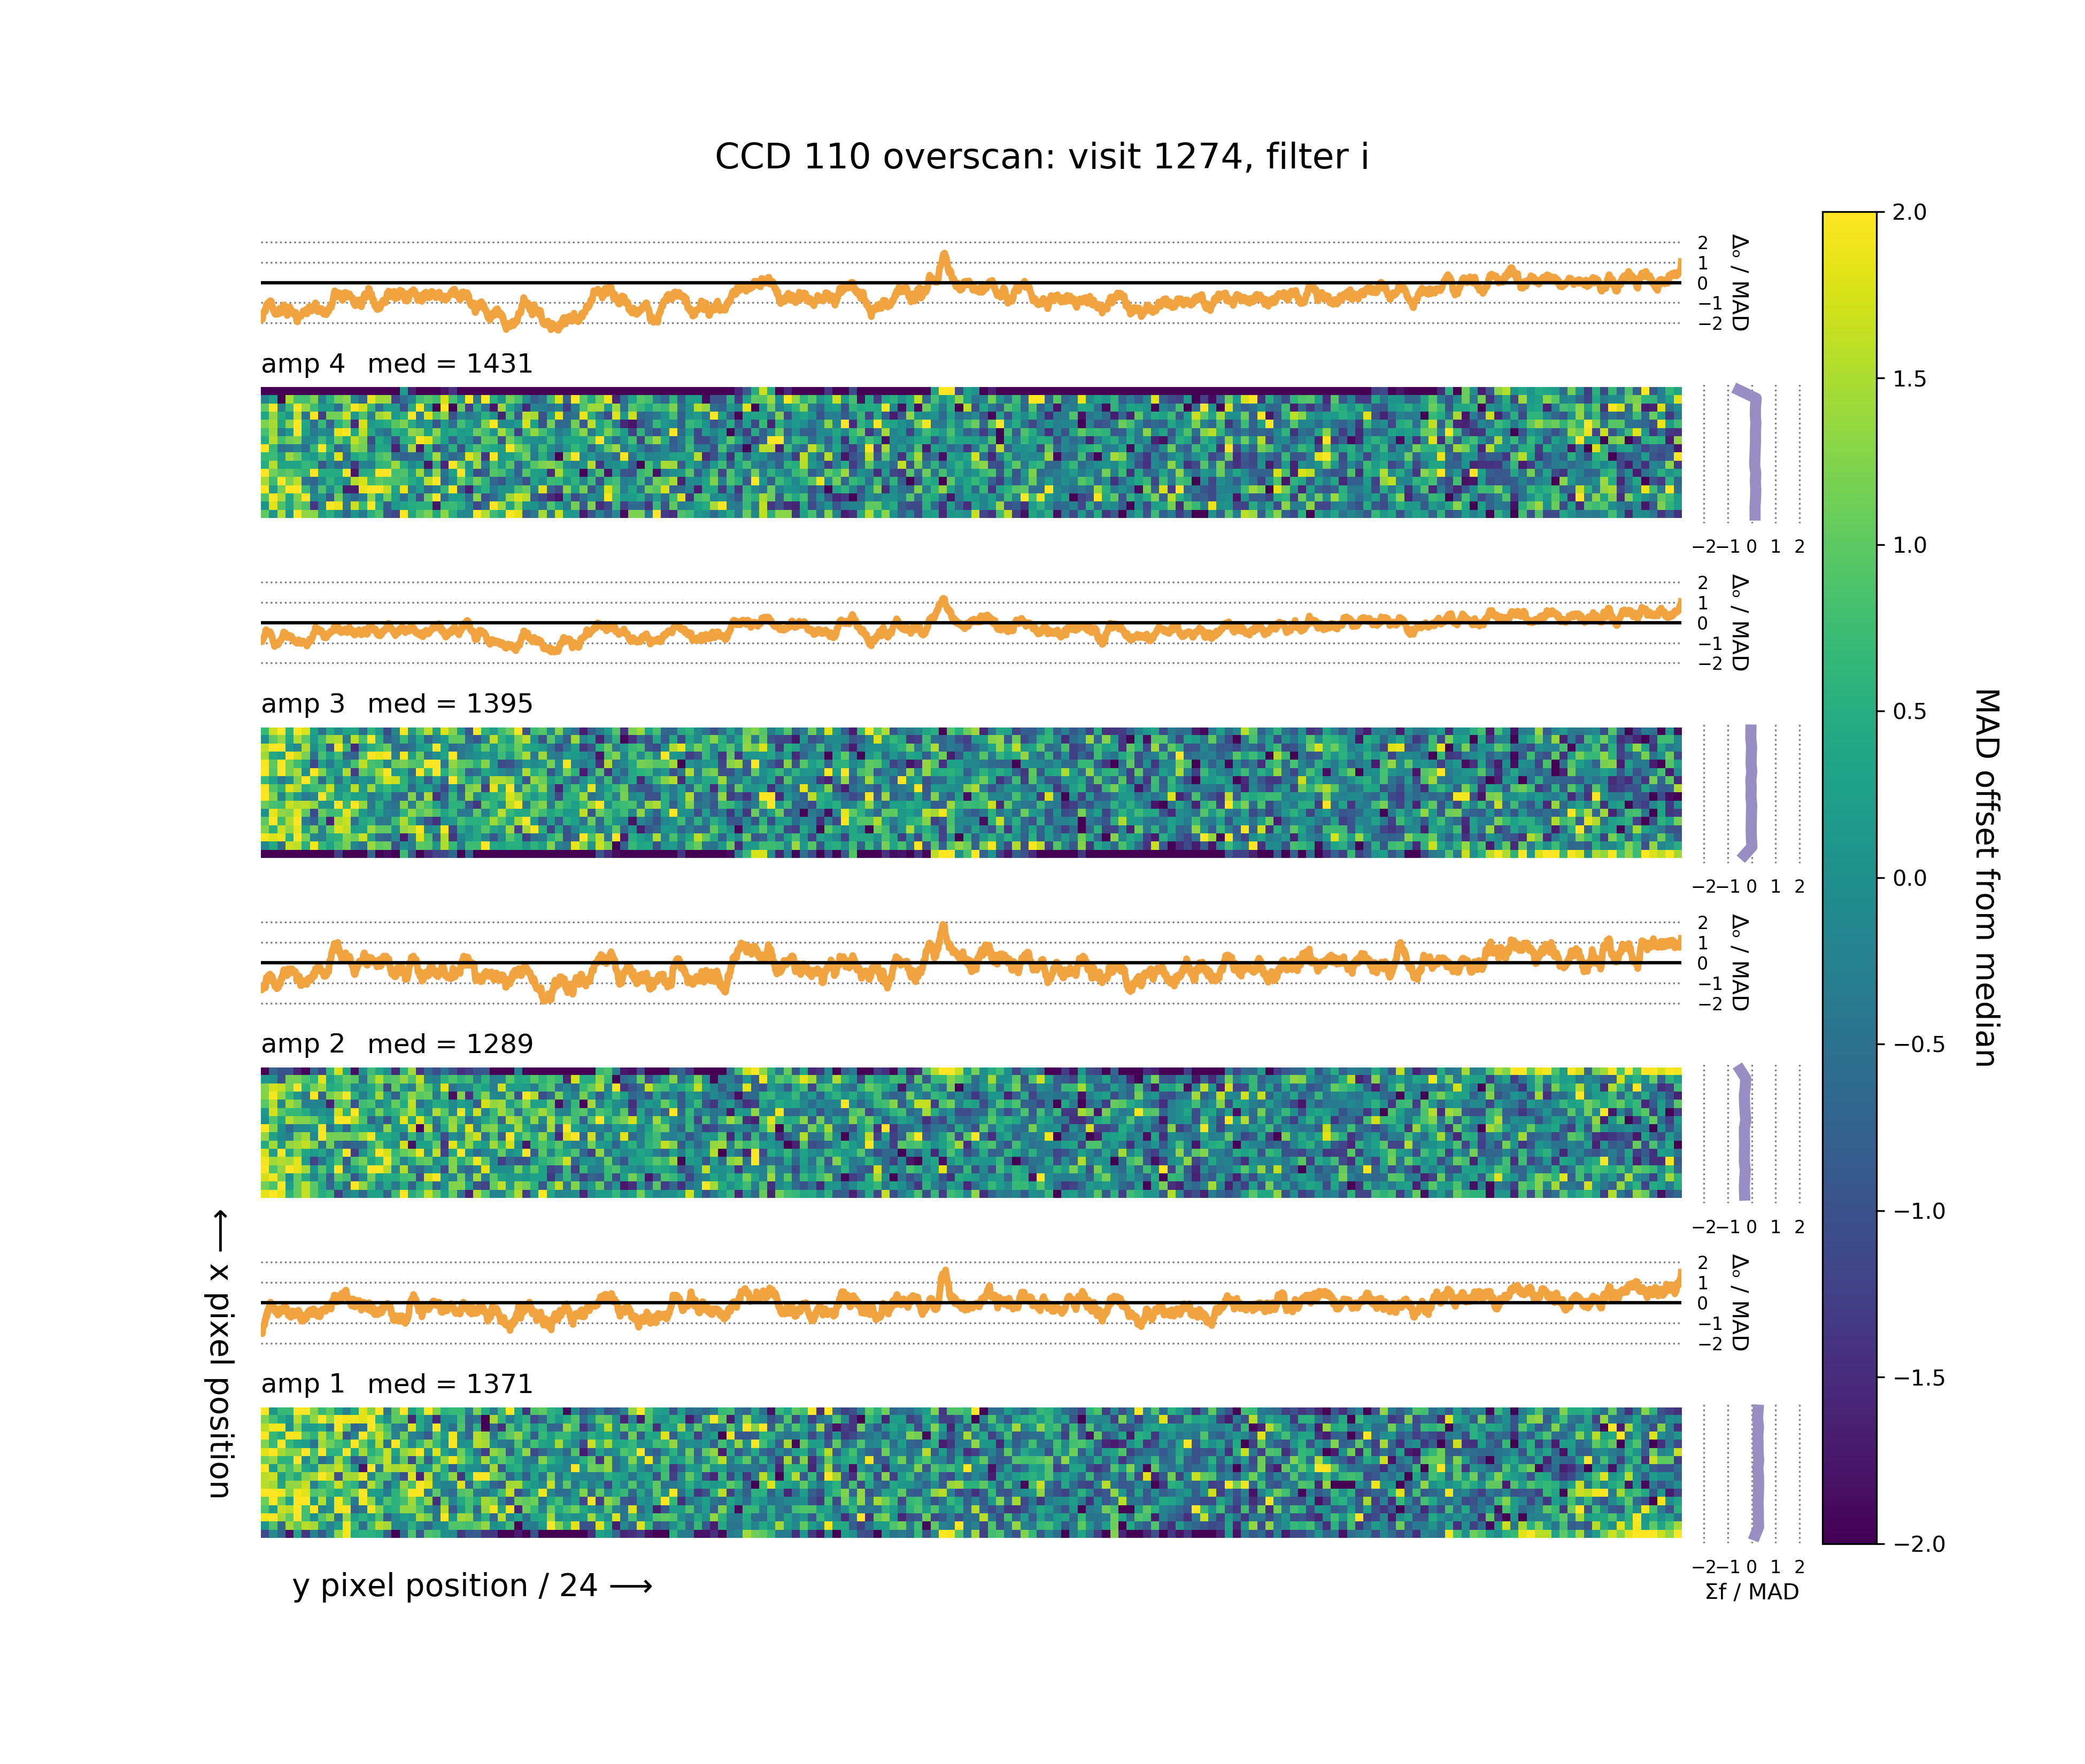 CCD 110 overscan: visit 1274, filter i
2
1
0
−1
−2
Δₒ / MAD
amp 4 med = 1431
−2 −1 0 1 2
2
1
0
−1
−2
Δₒ / MAD
amp 3 med = 1395
−2 −1 0 1 2
2
1
0
−1
−2
Δₒ / MAD
amp 2 med = 1289
−2 −1 0 1 2
2
1
0
−1
−2
Δₒ / MAD
amp 1 med = 1371
−2 −1 0 1 2
Σf / MAD
y pixel position / 24 ⟶
⟵ x pixel position
2.0
1.5
1.0
0.5
0.0
−0.5
−1.0
−1.5
−2.0
MAD offset from median